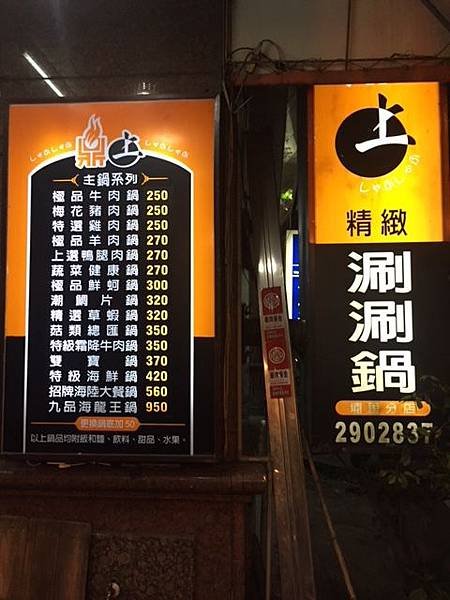 鼎上
しゃぶしゃぶ しゃぶしゃぶ
主鍋系列
極品牛肉鍋 250
梅花豬肉鍋 250
特選雞肉鍋 250
極品羊肉鍋 270
上選鴨腿肉鍋 270
蔬菜健康鍋 270
極品鮮蚵鍋 300
潮鯛片鍋 320
精選草蝦鍋 320
菇類總匯鍋 350
特級霜降牛肉鍋 350
雙寶鍋 370
特級海鮮鍋 420
招牌海陸大餐鍋 560
九品海龍王鍋 950
更換鍋底加50
以上鍋品均附飯和麵、飲料、甜品、水果。
上
しゃぶしゃぶ
精緻
涮涮鍋
分店
2902837